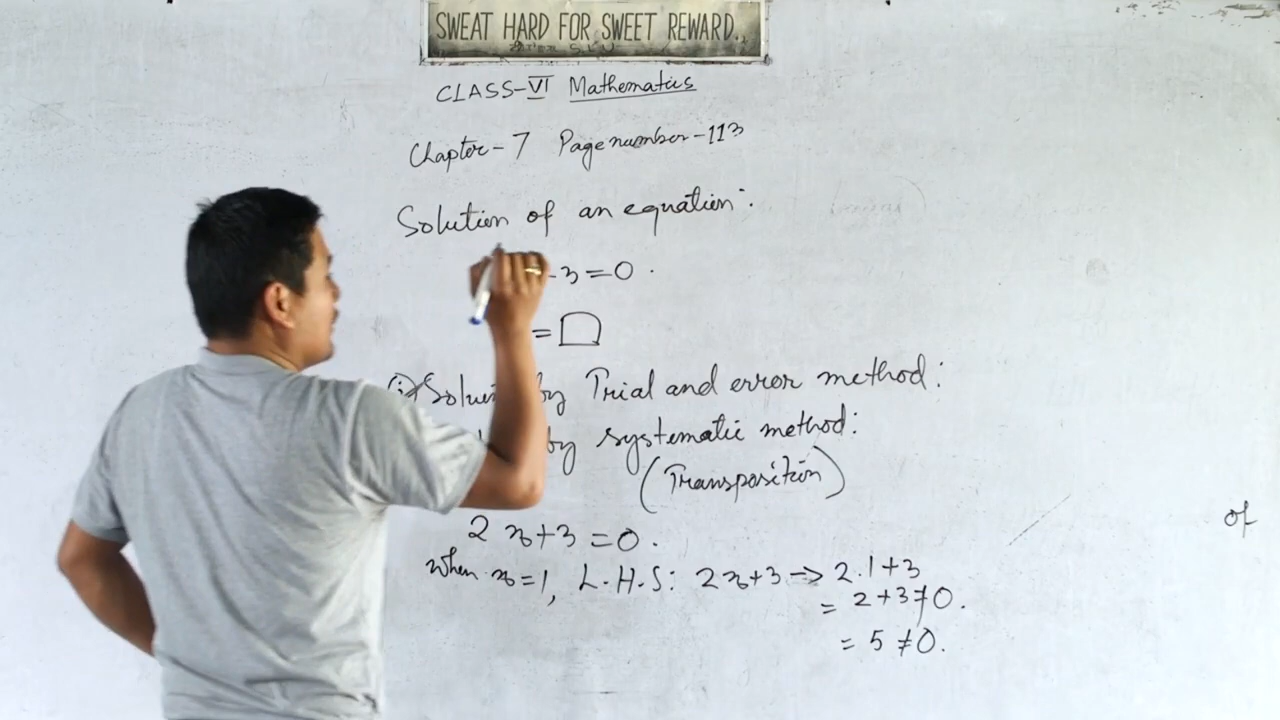 SWEAT HARD FOR SWEET REWARD.
CLASS-VI Mathematics
Chapter-7 Page number-113
Solution of an equation:
-3=0.
=
(i) by Trial and error method:
by systematic method:
(Transposition)
2x+3=0.
When x=1, L.H.S: 2x+3→2.1+3
= 2+3≠0.
= 5≠0.
of